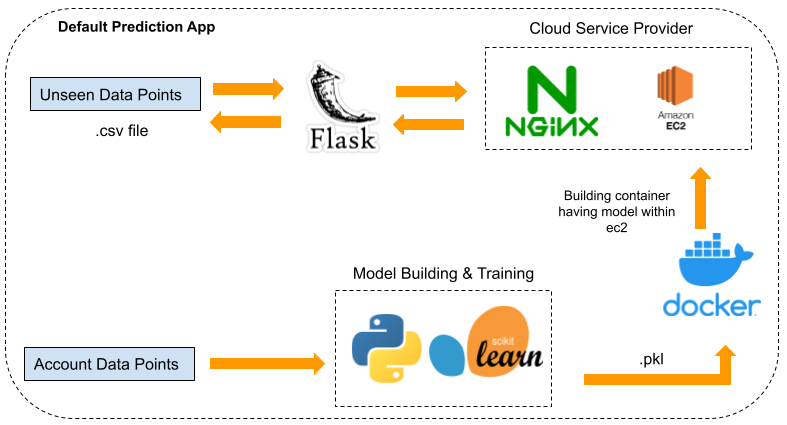 Default Prediction App
Cloud Service Provider
Unseen Data Points
.csv file
Flask
NGiNX
Amazon
EC2
Building container
having model within
ec2
docker
Model Building & Training
scikit
learn
Account Data Points
.pkl